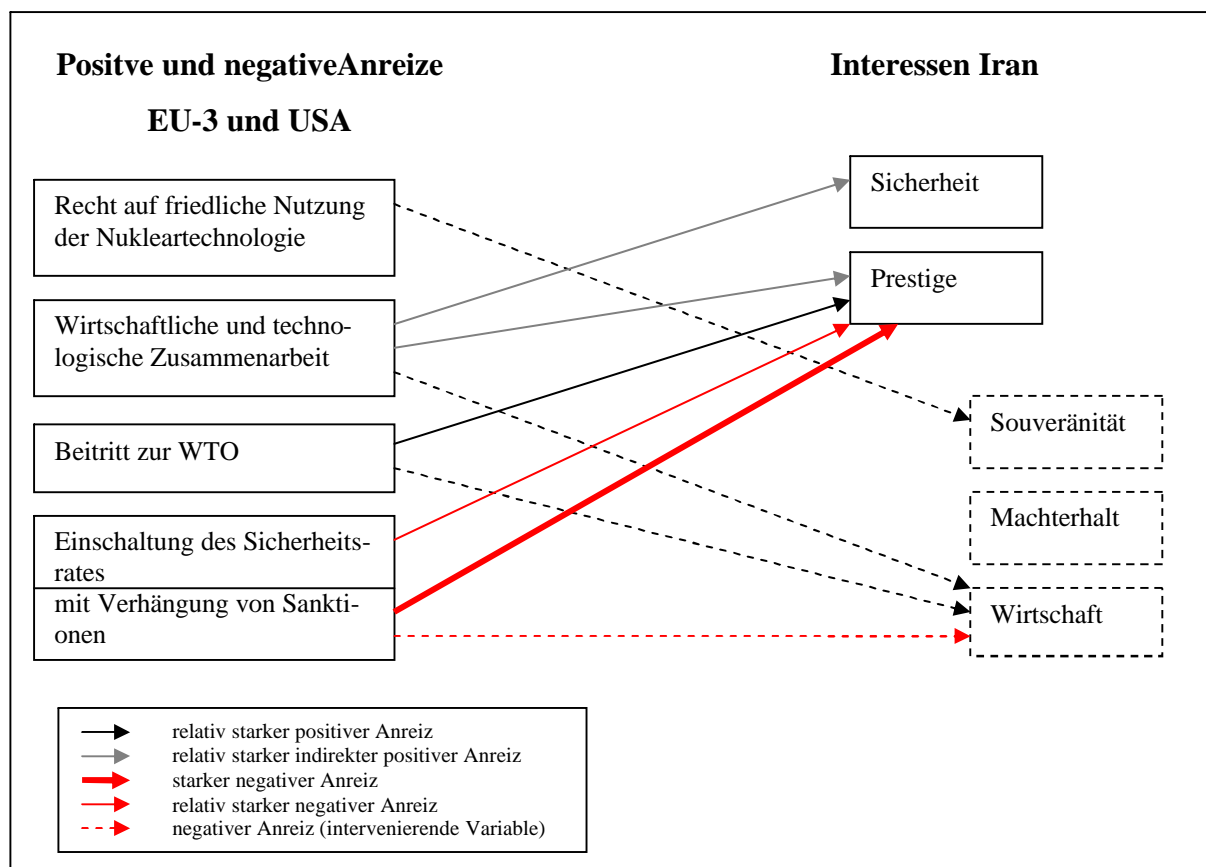 Positve und negativeAnreize
EU-3 und USA
Interessen Iran
Recht auf friedliche Nutzung
der Nukleartechnologie
Wirtschaftliche und techno-
logische Zusammenarbeit
Beitritt zur WTO
Einschaltung des Sicherheits-
rates
mit Verhängung von Sankti-
onen
Sicherheit
Prestige
Souveränität
Machterhalt
Wirtschaft
relativ starker positiver Anreiz
relativ starker indirekter positiver Anreiz
starker negativer Anreiz
relativ starker negativer Anreiz
negativer Anreiz (intervenierende Variable)